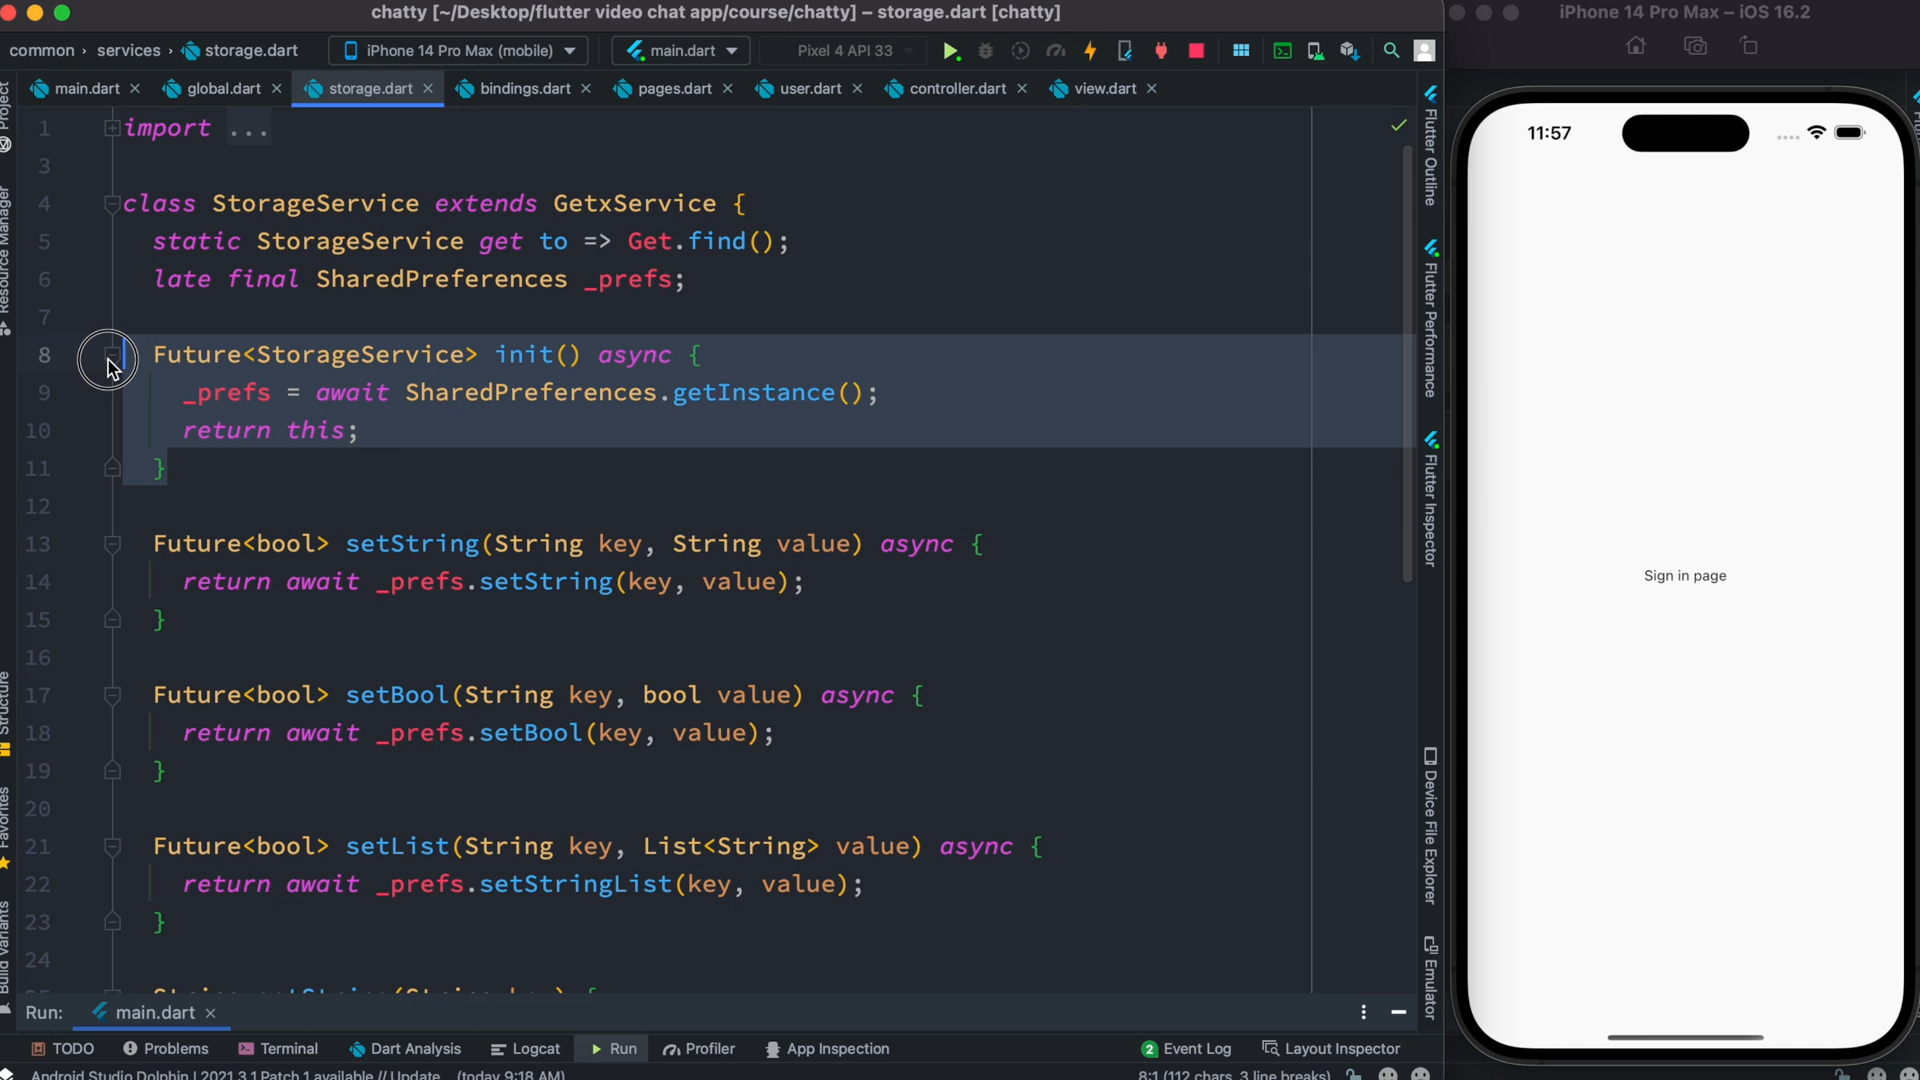 chatty [~/Desktop/flutter video chat app/course/chatty] – storage.dart [chatty]
iPhone 14 Pro Max – iOS 16.2
common › services › storage.dart
iPhone 14 Pro Max (mobile)
main.dart
Pixel 4 API 33
main.dart
global.dart
storage.dart
bindings.dart
pages.dart
user.dart
controller.dart
view.dart
Project
Resource Manager
Structure
Favorites
Build Variants
1 import ...
3
4 class StorageService extends GetxService {
5 static StorageService get to => Get.find();
6 late final SharedPreferences _prefs;
7
8 Future<StorageService> init() async {
9 _prefs = await SharedPreferences.getInstance();
10 return this;
11 }
12
13 Future<bool> setString(String key, String value) async {
14 return await _prefs.setString(key, value);
15 }
16
17 Future<bool> setBool(String key, bool value) async {
18 return await _prefs.setBool(key, value);
19 }
20
21 Future<bool> setList(String key, List<String> value) async {
22 return await _prefs.setStringList(key, value);
23 }
24
Flutter Outline
Flutter Performance
Flutter Inspector
Device File Explorer
Emulator
11:57
Sign in page
Run: main.dart
TODO
Problems
Terminal
Dart Analysis
Logcat
Run
Profiler
App Inspection
2 Event Log
Layout Inspector
Android Studio Dolphin | 2021.3.1 Patch 1 available // Update... (today 9:18 AM)
8:1 (112 chars, 3 line breaks)